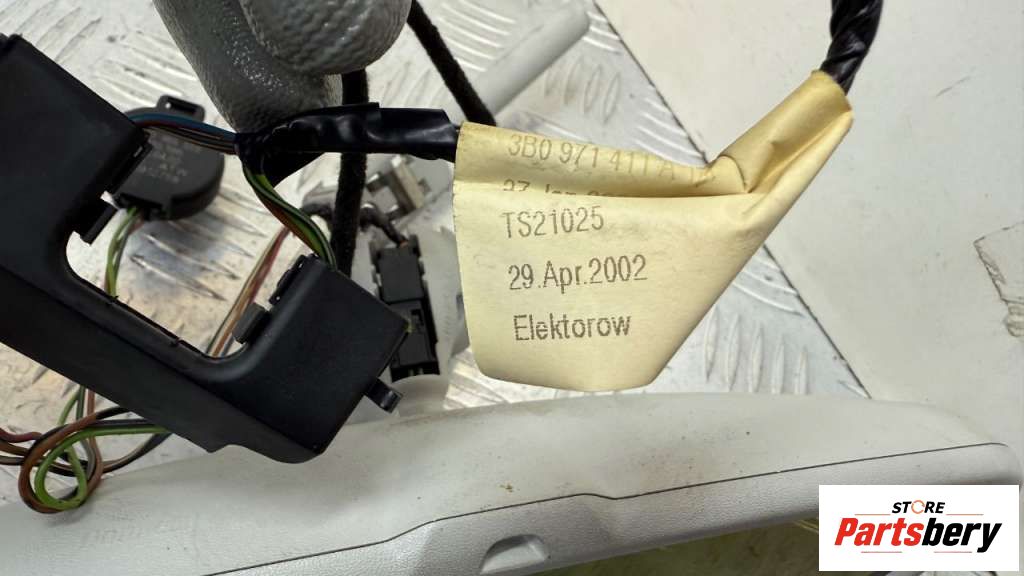 3B0 971 411 A
TS21025
29.Apr.2002
Elektorow
STORE
Partsbery